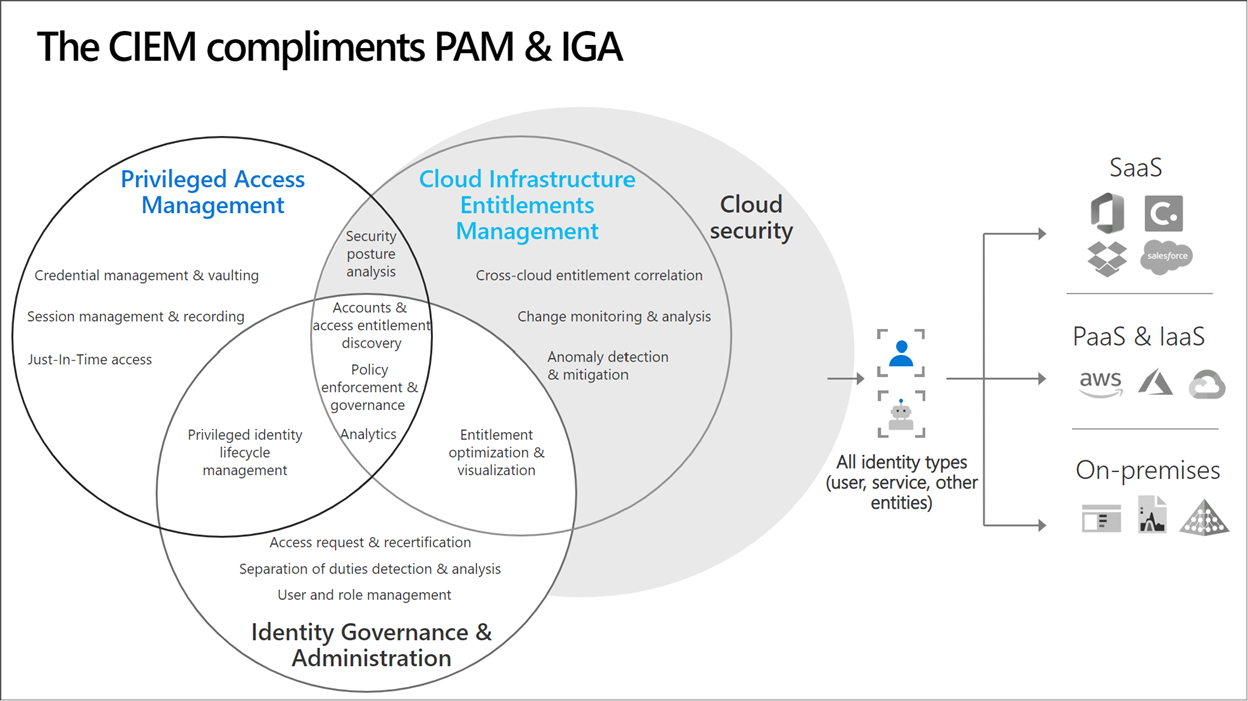 The CIEM compliments PAM & IGA
Privileged Access
Management
Credential management & vaulting
Session management & recording
Just-In-Time access
Security
posture
analysis
Cloud Infrastructure
Entitlements
Management
Cross-cloud entitlement correlation
Change monitoring & analysis
Anomaly detection
& mitigation
Cloud
security
Accounts &
access entitlement
discovery
Policy
enforcement &
governance
Analytics
Privileged identity
lifecycle
management
Entitlement
optimization &
visualization
Access request & recertification
Separation of duties detection & analysis
User and role management
Identity Governance &
Administration
All identity types
(user, service, other
entities)
SaaS
C.
salesforce
PaaS & IaaS
aws
On-premises